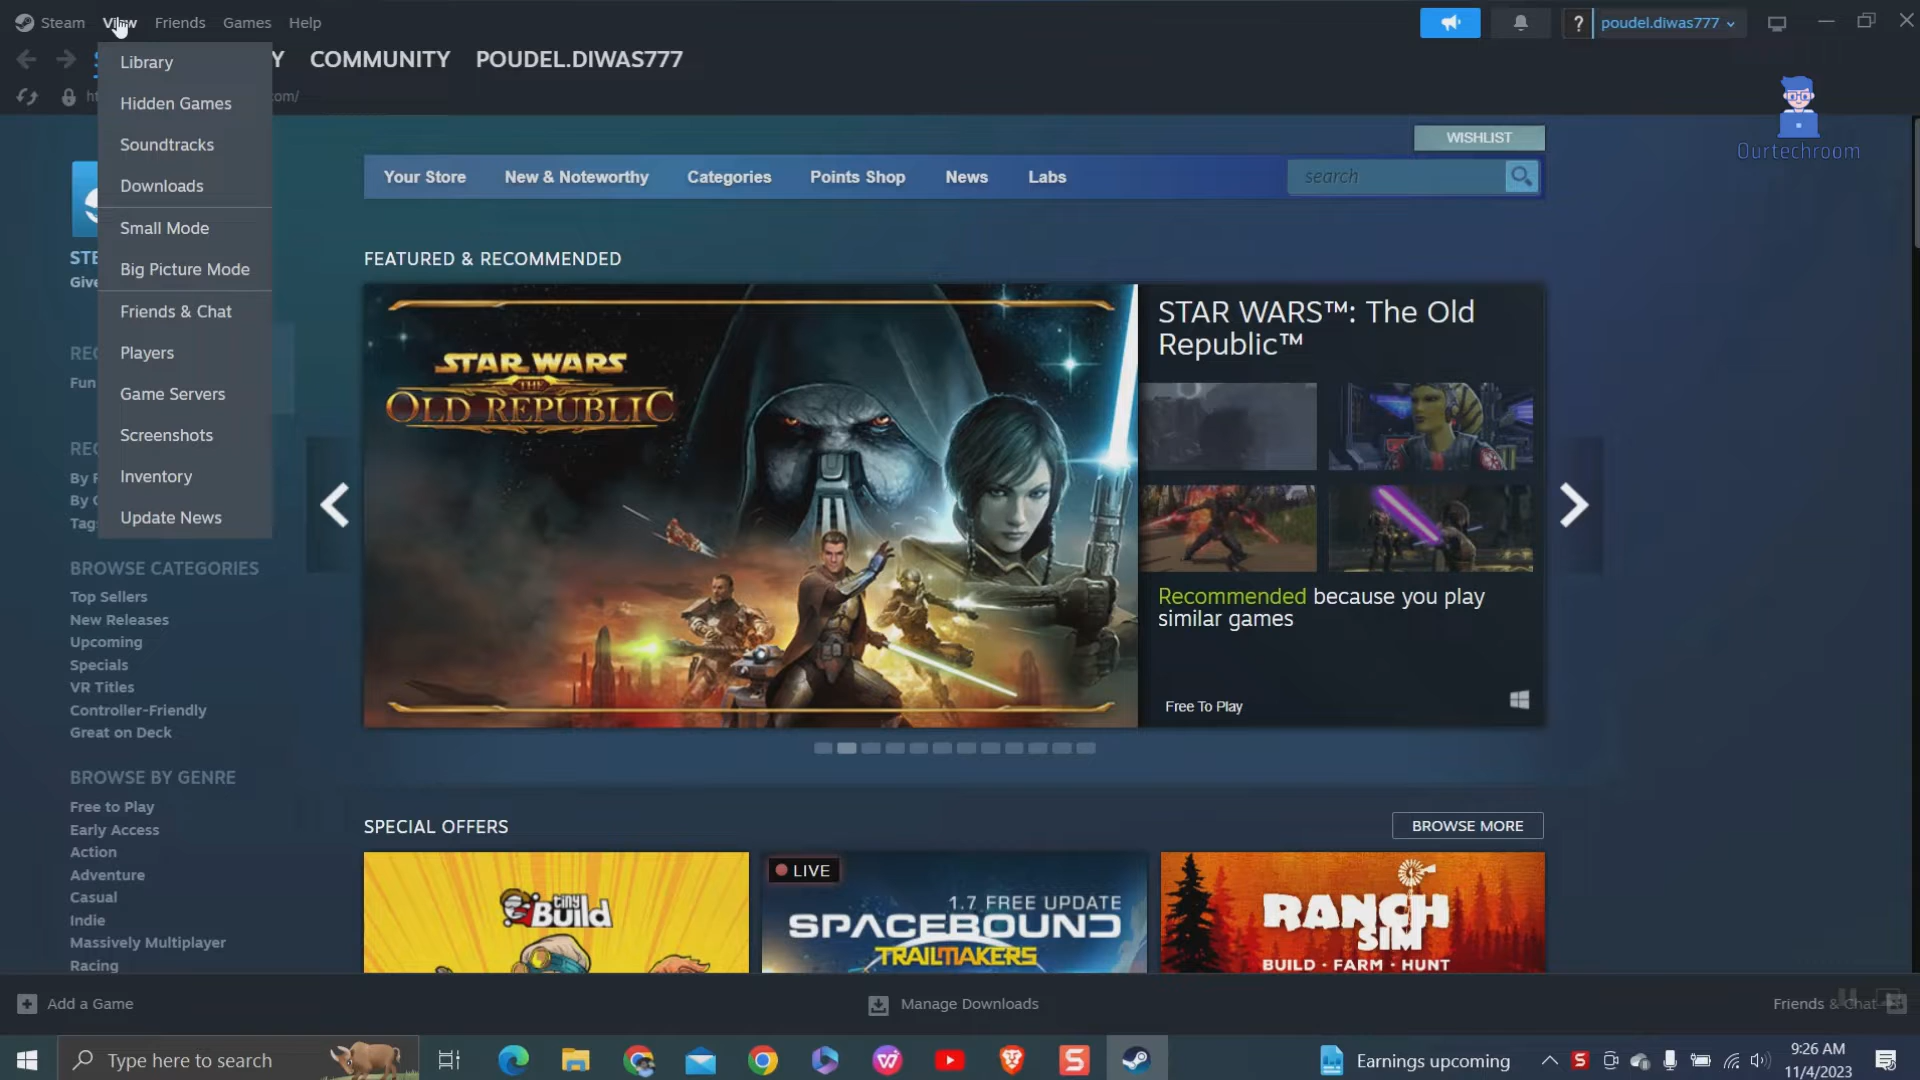 Steam View Friends Games Help
poudel.diwas777
COMMUNITY POUDEL.DIWAS777
Library
Hidden Games
Soundtracks
Downloads
Small Mode
Big Picture Mode
Friends & Chat
Players
Game Servers
Screenshots
Inventory
Update News
Ourtechroom
WISHLIST
Your Store New & Noteworthy Categories Points Shop News Labs search
FEATURED & RECOMMENDED
STAR WARS
THE
OLD REPUBLIC
STAR WARS™: The Old
Republic™
Recommended because you play
similar games
Free To Play
BROWSE CATEGORIES
Top Sellers
New Releases
Upcoming
Specials
VR Titles
Controller-Friendly
Great on Deck
BROWSE BY GENRE
Free to Play
Early Access
Action
Adventure
Casual
Indie
Massively Multiplayer
Racing
SPECIAL OFFERS
BROWSE MORE
tiny
Build
LIVE
1.7 FREE UPDATE
SPACEBOUND
TRAILMAKERS
RANCH
SIM
BUILD · FARM · HUNT
Add a Game
Manage Downloads
Friends & Chat
Type here to search
Earnings upcoming
9:26 AM
11/4/2023